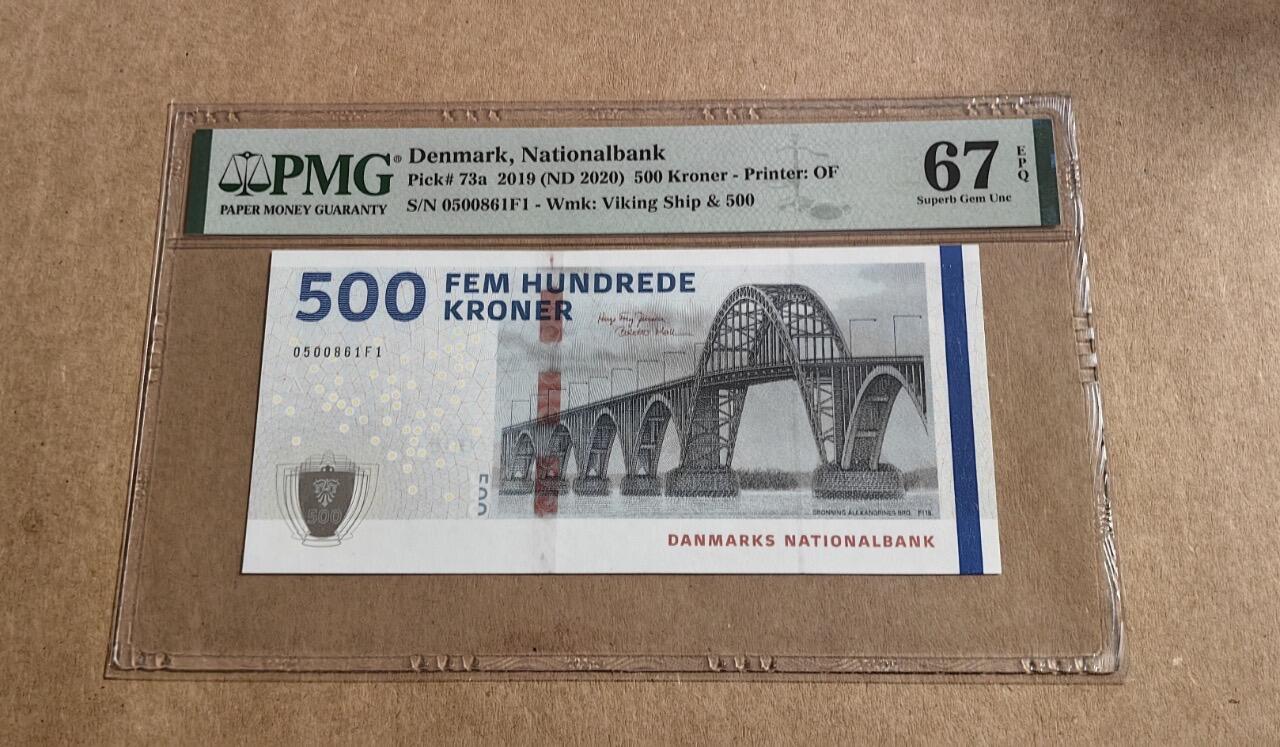 PMG®
PAPER MONEY GUARANTY
Denmark, Nationalbank
Pick# 73a 2019 (ND 2020) 500 Kroner - Printer: OF
S/N 0500861F1 - Wmk: Viking Ship & 500
67
EPQ
Superb Gem Unc
500
FEM HUNDREDE
KRONER
0500861F1
500
500
DRONNING ALEXANDRINES BRO
DANMARKS NATIONALBANK